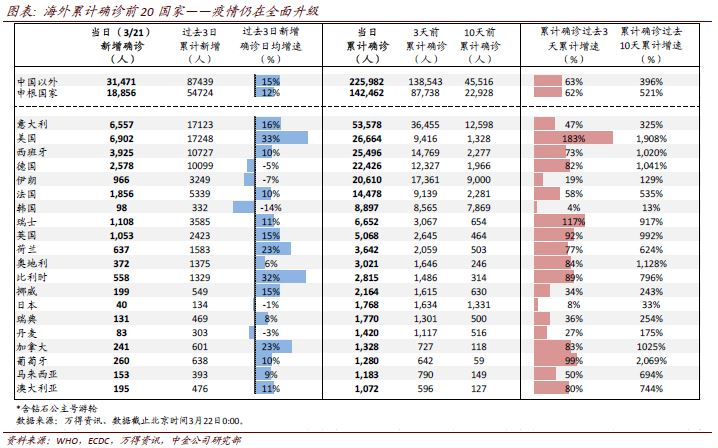 图表：海外累计确诊前20 国家——疫情仍在全面升级
当日（3/21） 过去3日 过去3日新增 当日 3天前 10天前 累计确诊过去3 累计确诊过去
新增确诊 累计新增 确诊日均增速 累计确诊 累计确诊 累计确诊 天累计增速 10天累计增速
（人） （人） （%） （人） （人） （人） （%） （%）
中国以外 31,471 87439 15% 225,982 138,543 45,516 63% 396%
申根国家 18,856 54724 12% 142,462 87,738 22,928 62% 521%
意大利 6,557 17123 16% 53,578 36,455 12,598 47% 325%
美国 6,902 17248 33% 26,664 9,416 1,328 183% 1,908%
西班牙 3,925 10727 10% 25,496 14,769 2,277 73% 1,020%
德国 2,578 10099 -5% 22,426 12,327 1,966 82% 1,041%
伊朗 966 3249 -7% 20,610 17,361 9,000 19% 129%
法国 1,856 5339 10% 14,478 9,139 2,281 58% 535%
韩国 98 332 -14% 8,897 8,565 7,869 4% 13%
瑞士 1,108 3585 11% 6,652 3,067 654 117% 917%
英国 1,053 2423 15% 5,068 2,645 464 92% 992%
荷兰 637 1583 23% 3,642 2,059 503 77% 624%
奥地利 372 1375 6% 3,021 1,646 246 84% 1,128%
比利时 558 1329 32% 2,815 1,486 314 89% 796%
挪威 199 549 15% 2,164 1,615 630 34% 243%
日本 40 134 -1% 1,768 1,634 1,331 8% 33%
瑞典 131 469 8% 1,770 1,301 500 36% 254%
丹麦 83 303 -3% 1,420 1,117 516 27% 175%
加拿大 241 601 23% 1,328 727 118 83% 1025%
葡萄牙 260 638 10% 1,280 642 59 99% 2,069%
马来西亚 153 393 9% 1,183 790 149 50% 694%
澳大利亚 195 476 11% 1,072 596 127 80% 744%
*含钻石公主号游轮
数据来源：万得资讯、数据截止北京时间3月22日0:00。
资料来源：WHO，ECDC，万得资讯，中金公司研究部